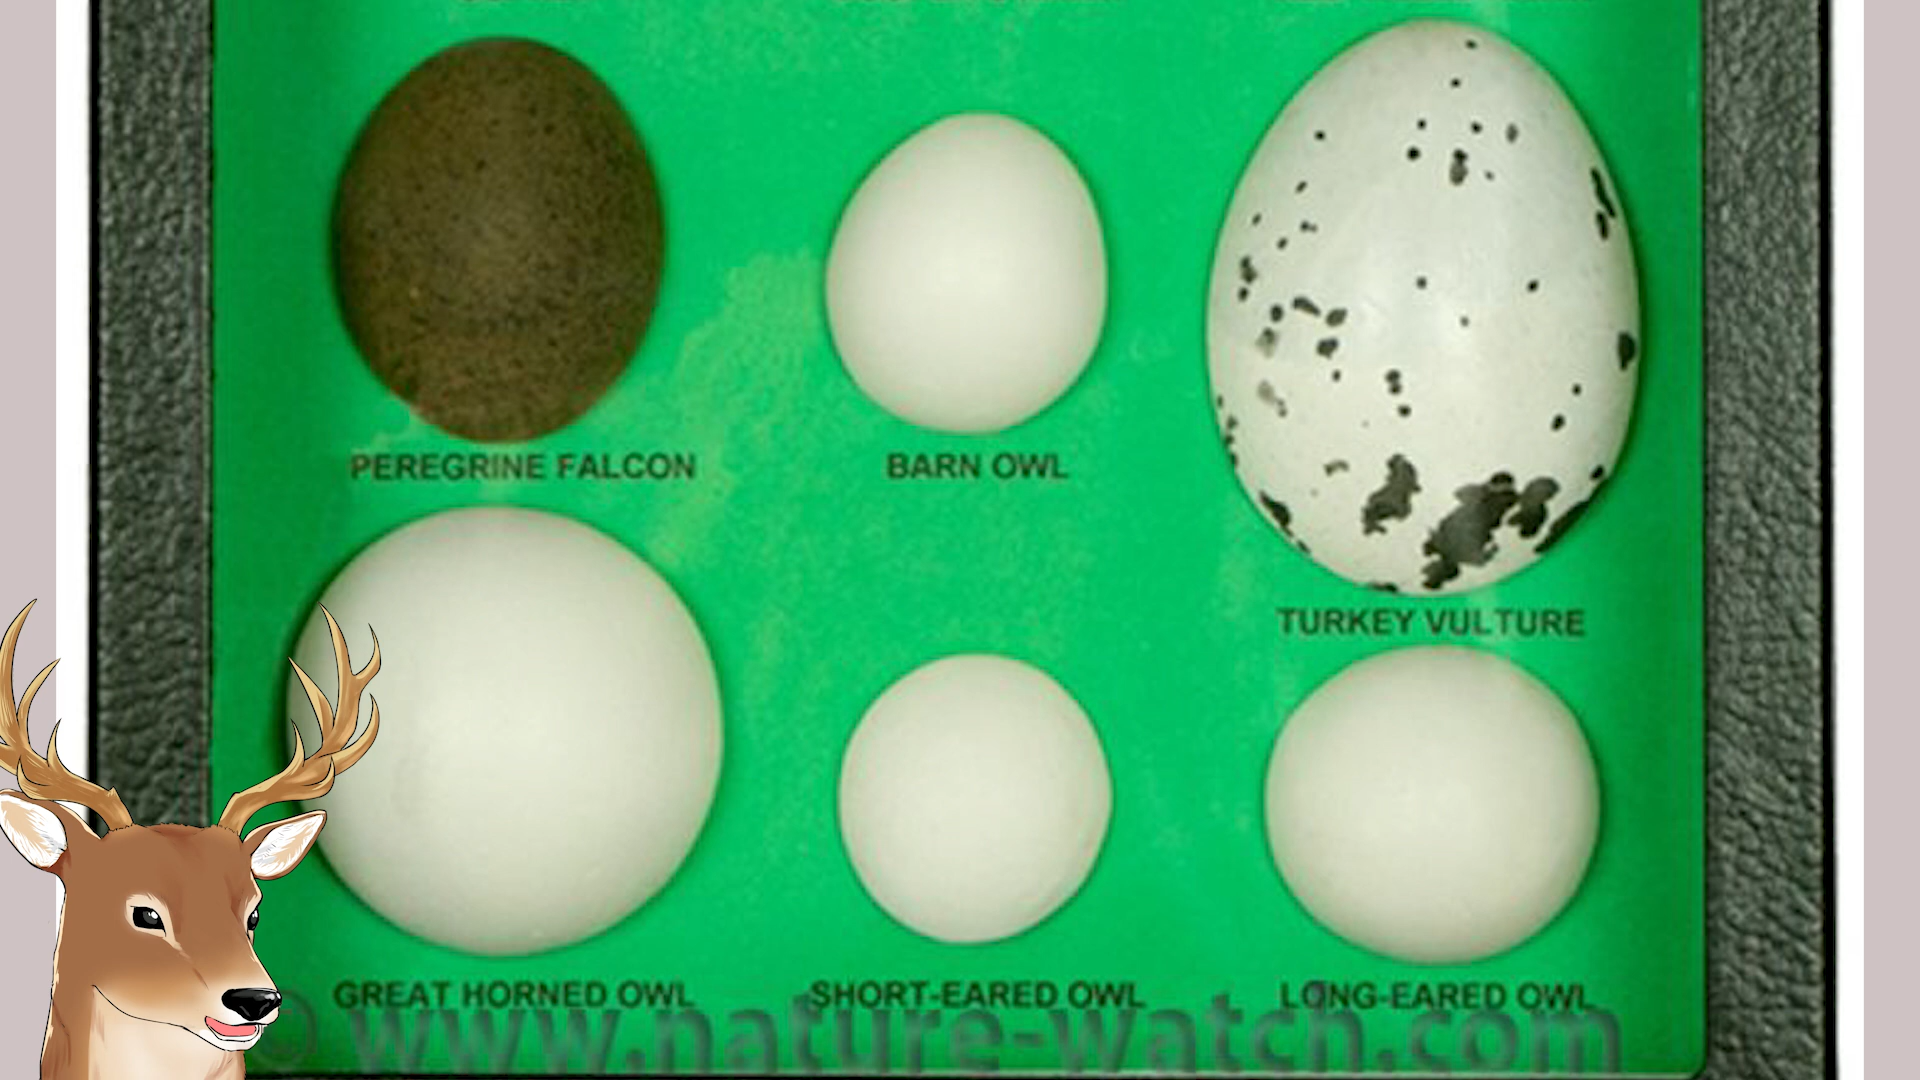 PEREGRINE FALCON
BARN OWL
TURKEY VULTURE
GREAT HORNED OWL
SHORT-EARED OWL
LONG-EARED OWL
© www.nature-watch.com